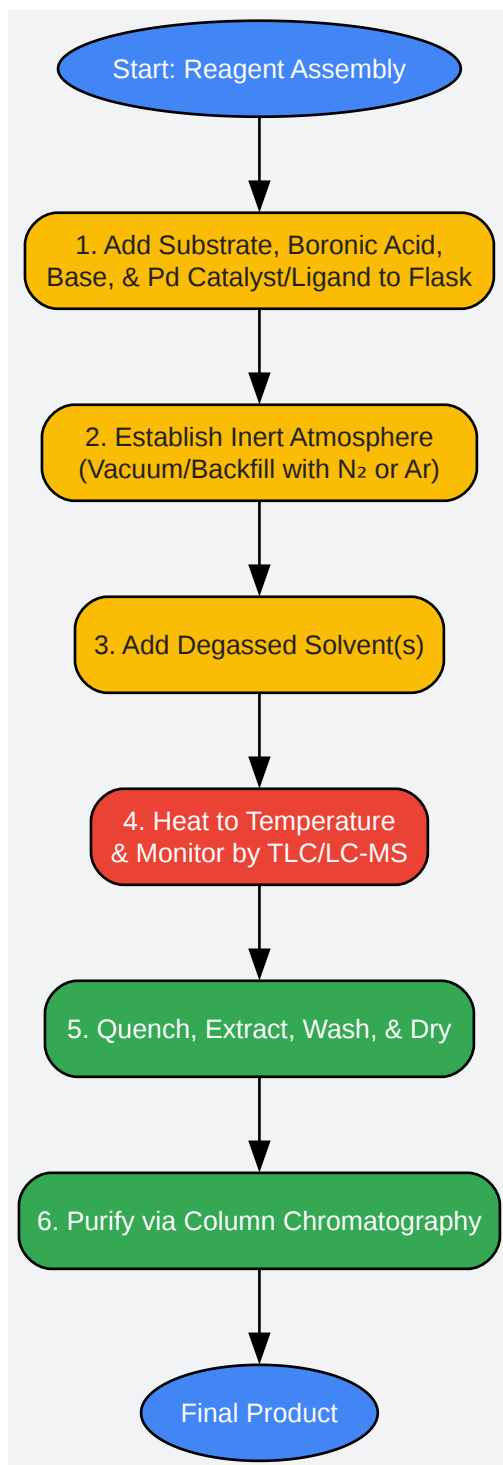 Start: Reagent Assembly
1. Add Substrate, Boronic Acid,
Base, & Pd Catalyst/Ligand to Flask
2. Establish Inert Atmosphere
(Vacuum/Backfill with N₂ or Ar)
3. Add Degassed Solvent(s)
4. Heat to Temperature
& Monitor by TLC/LC-MS
5. Quench, Extract, Wash, & Dry
6. Purify via Column Chromatography
Final Product